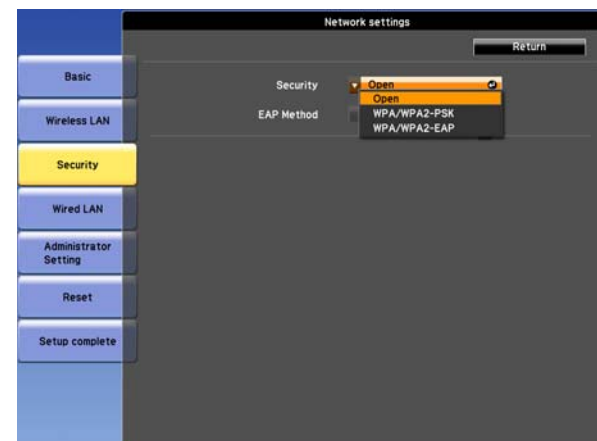 Network settings
Return
Basic
Wireless LAN
Security
Wired LAN
Administrator
Setting
Reset
Setup complete
Security
Open
Open
WPA/WPA2-PSK
WPA/WPA2-EAP
EAP Method